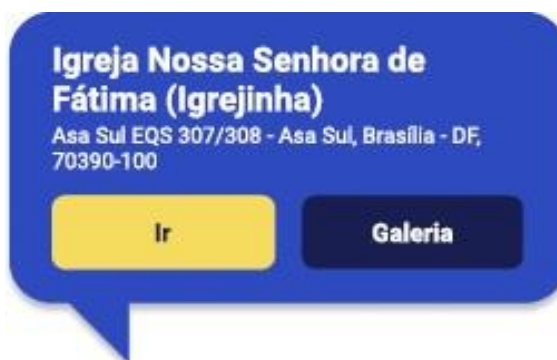 Igreja Nossa Senhora de
Fátima (Igrejinha)
Asa Sul EQS 307/308 - Asa Sul, Brasília - DF,
70390-100
Ir
Galeria